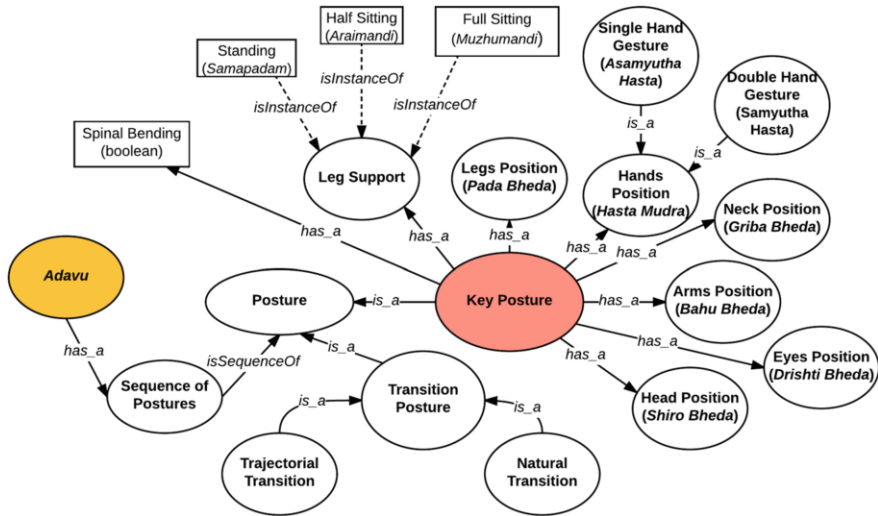 Standing
(Samapadam)
Half Sitting
(Araimandi)
Full Sitting
(Muzhumandi)
Single Hand
Gesture
(Asamyutha
Hasta)
Double Hand
Gesture
(Samyutha
Hasta)
isInstanceOf
isInstanceOf
isInstanceOf
is_a
is_a
Spinal Bending
(boolean)
Leg Support
Legs Position
(Pada Bheda)
Hands
Position
(Hasta Mudra)
Neck Position
(Griba Bheda)
has_a
has_a
has_a
has_a
has_a
Adavu
Posture
is_a
Key Posture
has_a
Arms Position
(Bahu Bheda)
has_a
isSequenceOf
is_a
has_a
has_a
Eyes Position
(Drishti Bheda)
Sequence of
Postures
Transition
Posture
Head Position
(Shiro Bheda)
is_a
is_a
Trajectorial
Transition
Natural
Transition